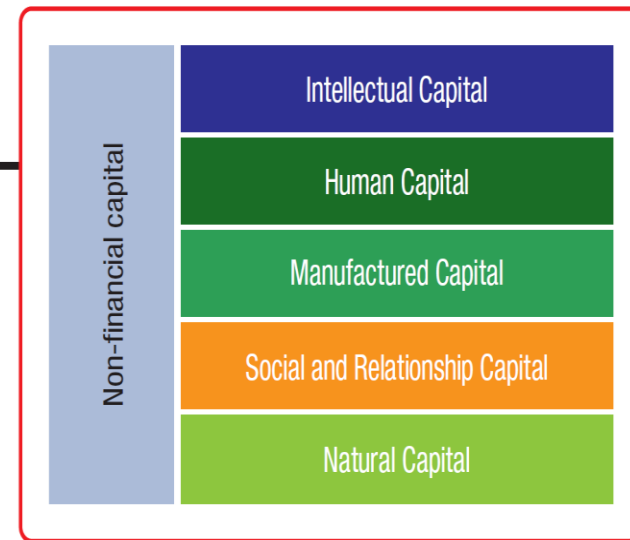 Non-financial capital
Intellectual Capital
Human Capital
Manufactured Capital
Social and Relationship Capital
Natural Capital